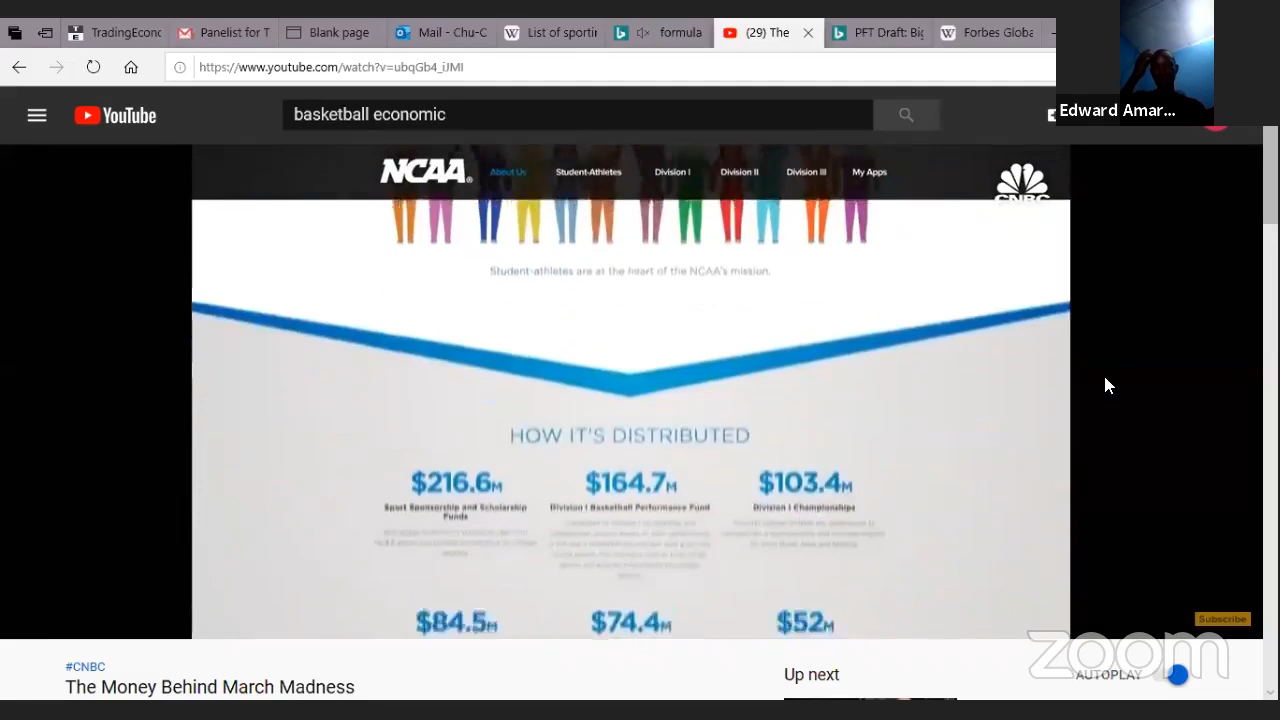 TradingEconc
Panelist for T
Blank page
Mail - Chu-C
List of sportin
formula
(29) The
PFT Draft: Big
Forbes Globa
https://www.youtube.com/watch?v=ubqGb4_iJMI
YouTube
basketball economic
Edward Amar...
NCAA
About Us
Student-Athletes
Division I
Division II
Division III
My Apps
CNBC
Student-athletes are at the heart of the NCAA's mission.
HOW IT'S DISTRIBUTED
$216.6M
$164.7M
$103.4M
Sport Sponsorship and Scholarship
Funds
Division I Basketball Performance Fund
Division I Championships
$84.5M
$74.4M
$52M
Subscribe
zoom
#CNBC
The Money Behind March Madness
Up next
AUTOPLAY